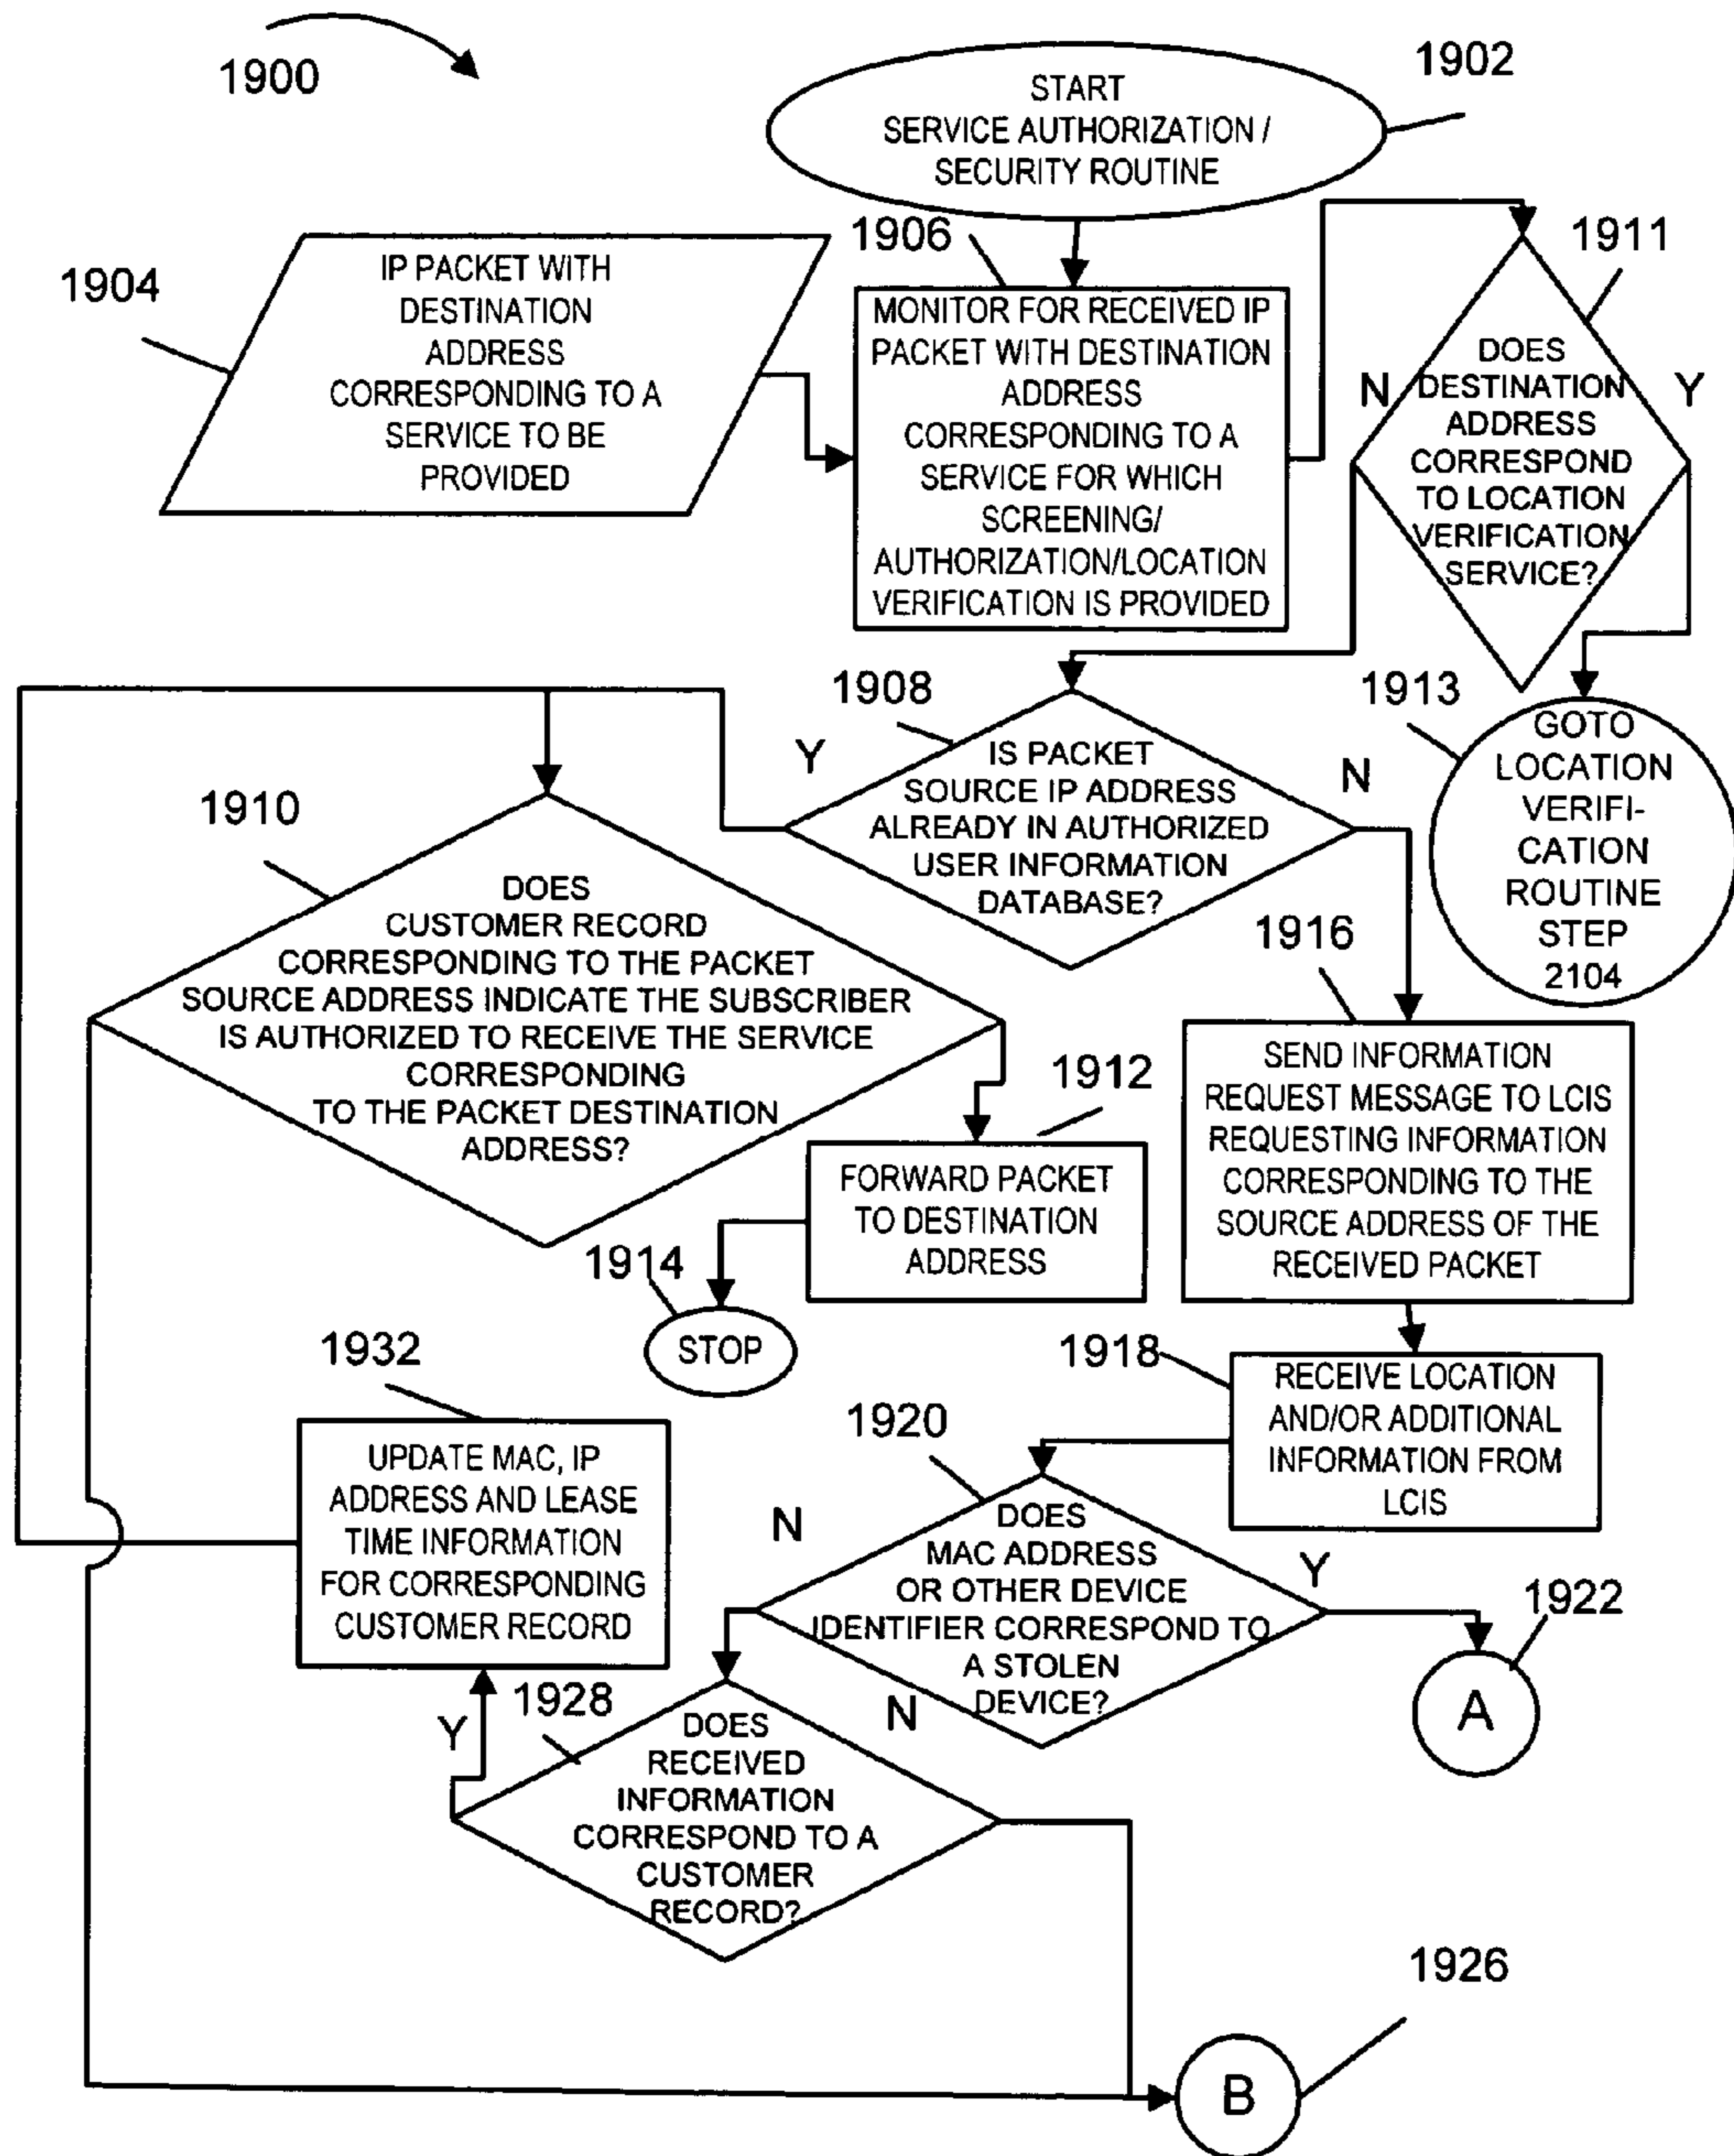 1900
1902
START
SERVICE AUTHORIZATION /
SECURITY ROUTINE
1904
IP PACKET WITH
DESTINATION
ADDRESS
CORRESPONDING TO A
SERVICE TO BE
PROVIDED
1906
MONITOR FOR RECEIVED IP
PACKET WITH DESTINATION
ADDRESS
CORRESPONDING TO A
SERVICE FOR WHICH
SCREENING/
AUTHORIZATION/LOCATION
VERIFICATION IS PROVIDED
1911
N
Y
DOES
DESTINATION
ADDRESS
CORRESPOND
TO LOCATION
VERIFICATION
SERVICE?
1913
GOTO
LOCATION
VERIFI-
CATION
ROUTINE
STEP
2104
1908
Y
N
IS PACKET
SOURCE IP ADDRESS
ALREADY IN AUTHORIZED
USER INFORMATION
DATABASE?
1910
DOES
CUSTOMER RECORD
CORRESPONDING TO THE PACKET
SOURCE ADDRESS INDICATE THE SUBSCRIBER
IS AUTHORIZED TO RECEIVE THE SERVICE
CORRESPONDING
TO THE PACKET DESTINATION
ADDRESS?
1912
FORWARD PACKET
TO DESTINATION
ADDRESS
1914
STOP
1916
SEND INFORMATION
REQUEST MESSAGE TO LCIS
REQUESTING INFORMATION
CORRESPONDING TO THE
SOURCE ADDRESS OF THE
RECEIVED PACKET
1918
RECEIVE LOCATION
AND/OR ADDITIONAL
INFORMATION FROM
LCIS
1920
N
Y
DOES
MAC ADDRESS
OR OTHER DEVICE
IDENTIFIER CORRESPOND TO
A STOLEN
DEVICE?
1922
A
1932
UPDATE MAC, IP
ADDRESS AND LEASE
TIME INFORMATION
FOR CORRESPONDING
CUSTOMER RECORD
1928
Y
N
DOES
RECEIVED
INFORMATION
CORRESPOND TO A
CUSTOMER
RECORD?
1926
B